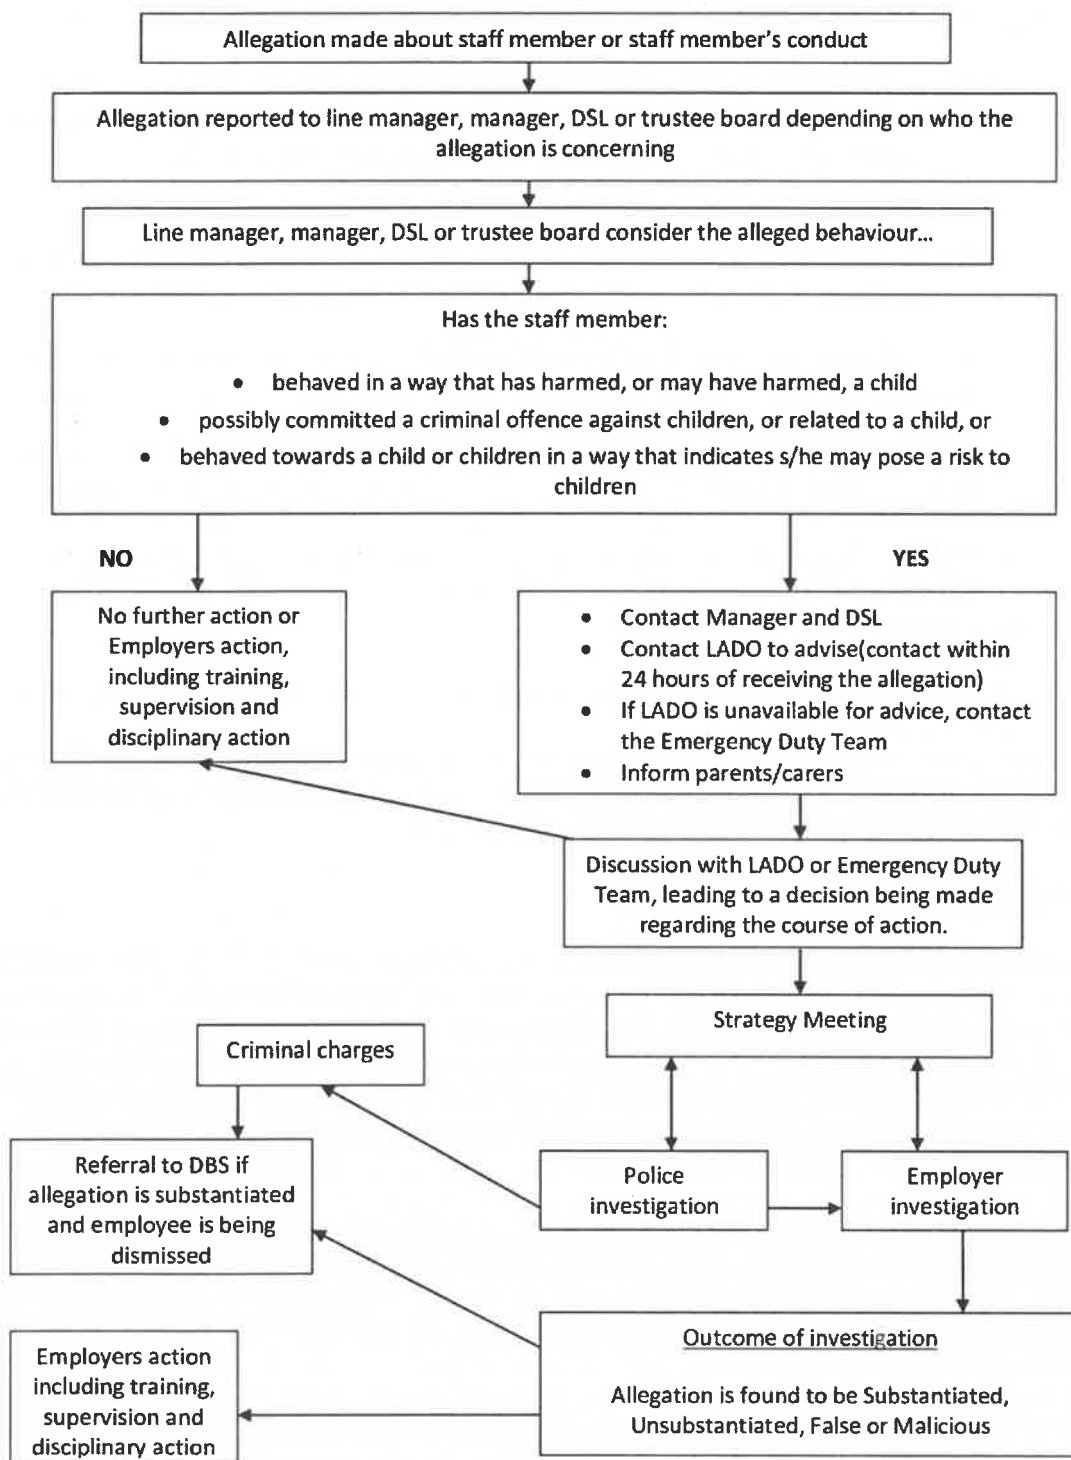 Allegation made about staff member or staff member's conduct
Allegation reported to line manager, manager, DSL or trustee board depending on who the
allegation is concerning
Line manager, manager, DSL or trustee board consider the alleged behaviour...
Has the staff member:
• behaved in a way that has harmed, or may have harmed, a child
• possibly committed a criminal offence against children, or related to a child, or
• behaved towards a child or children in a way that indicates s/he may pose a risk to
children
NO
YES
No further action or
Employers action,
including training,
supervision and
disciplinary action
• Contact Manager and DSL
• Contact LADO to advise(contact within
24 hours of receiving the allegation)
• If LADO is unavailable for advice, contact
the Emergency Duty Team
• Inform parents/carers
Discussion with LADO or Emergency Duty
Team, leading to a decision being made
regarding the course of action.
Strategy Meeting
Criminal charges
Police
investigation
Employer
investigation
Referral to DBS if
allegation is substantiated
and employee is being
dismissed
Outcome of investigation
Allegation is found to be Substantiated,
Unsubstantiated, False or Malicious
Employers action
including training,
supervision and
disciplinary action